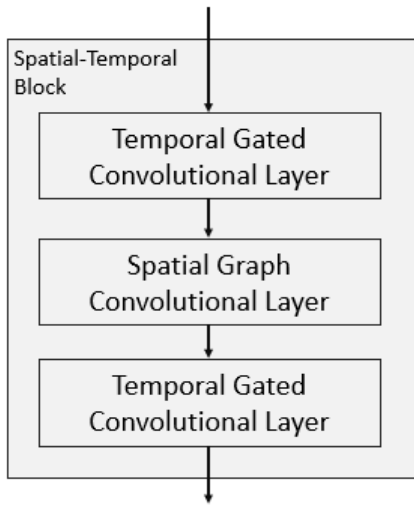 Spatial-Temporal
Block
Temporal Gated
Convolutional Layer
Spatial Graph
Convolutional Layer
Temporal Gated
Convolutional Layer